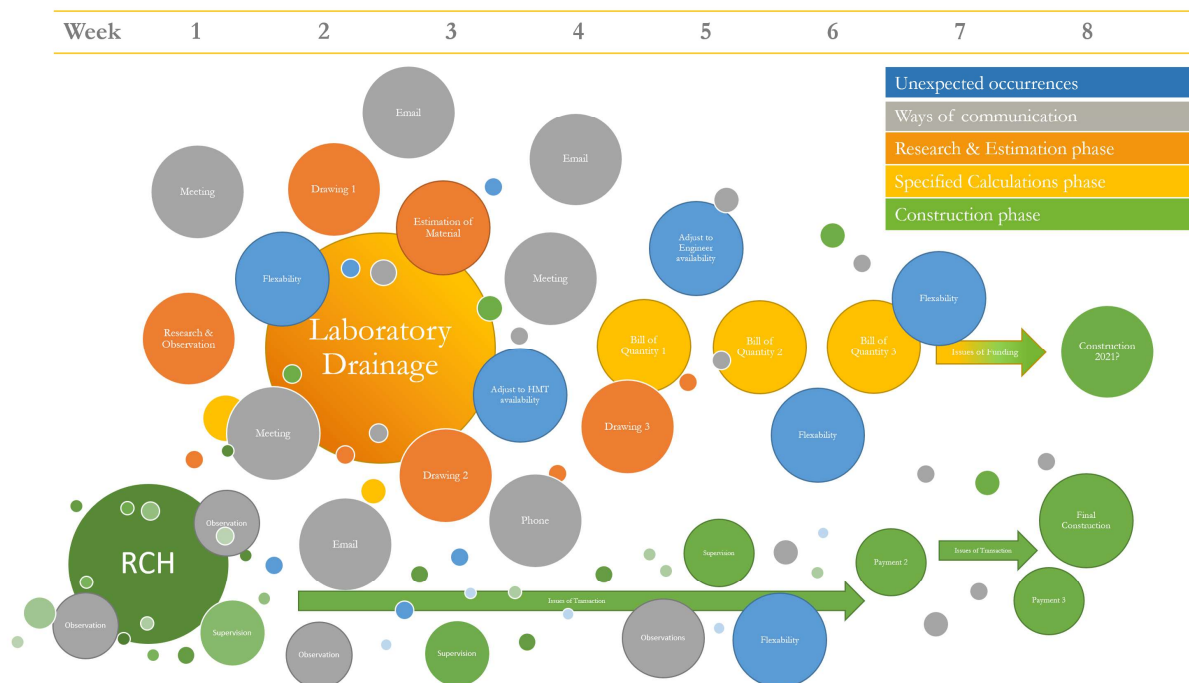 Week 1 2 3 4 5 6 7 8
Unexpected occurrences
Ways of communication
Research & Estimation phase
Specified Calculations phase
Construction phase
Email
Email
Meeting
Drawing 1
Estimation of
Material
Adjust to
Engineer
availability
Flexability
Meeting
Flexability
Research &
Observation
Laboratory
Drainage
Bill of
Quantity 1
Bill of
Quantity 2
Bill of
Quantity 3
Issues of Funding
Construction
2021?
Adjust to HMT
availability
Meeting
Drawing 3
Flexability
Drawing 2
Observation
Phone
Email
Final
Construction
RCH
Supervision
Payment 2
Issues of Transaction
Issues of Transaction
Payment 3
Observation
Supervision
Observation
Supervision
Observations
Flexability